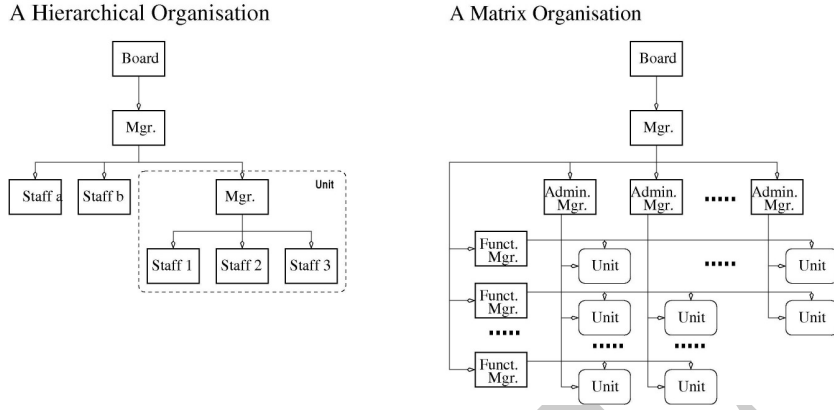 A Hierarchical Organisation
Board
Mgr.
Staff a
Staff b
Unit
Mgr.
Staff 1
Staff 2
Staff 3
A Matrix Organisation
Board
Mgr.
Admin.
Mgr.
Admin.
Mgr.
Admin.
Mgr.
Funct.
Mgr.
Unit
Unit
Funct.
Mgr.
Unit
Unit
Unit
Funct.
Mgr.
Unit
Unit